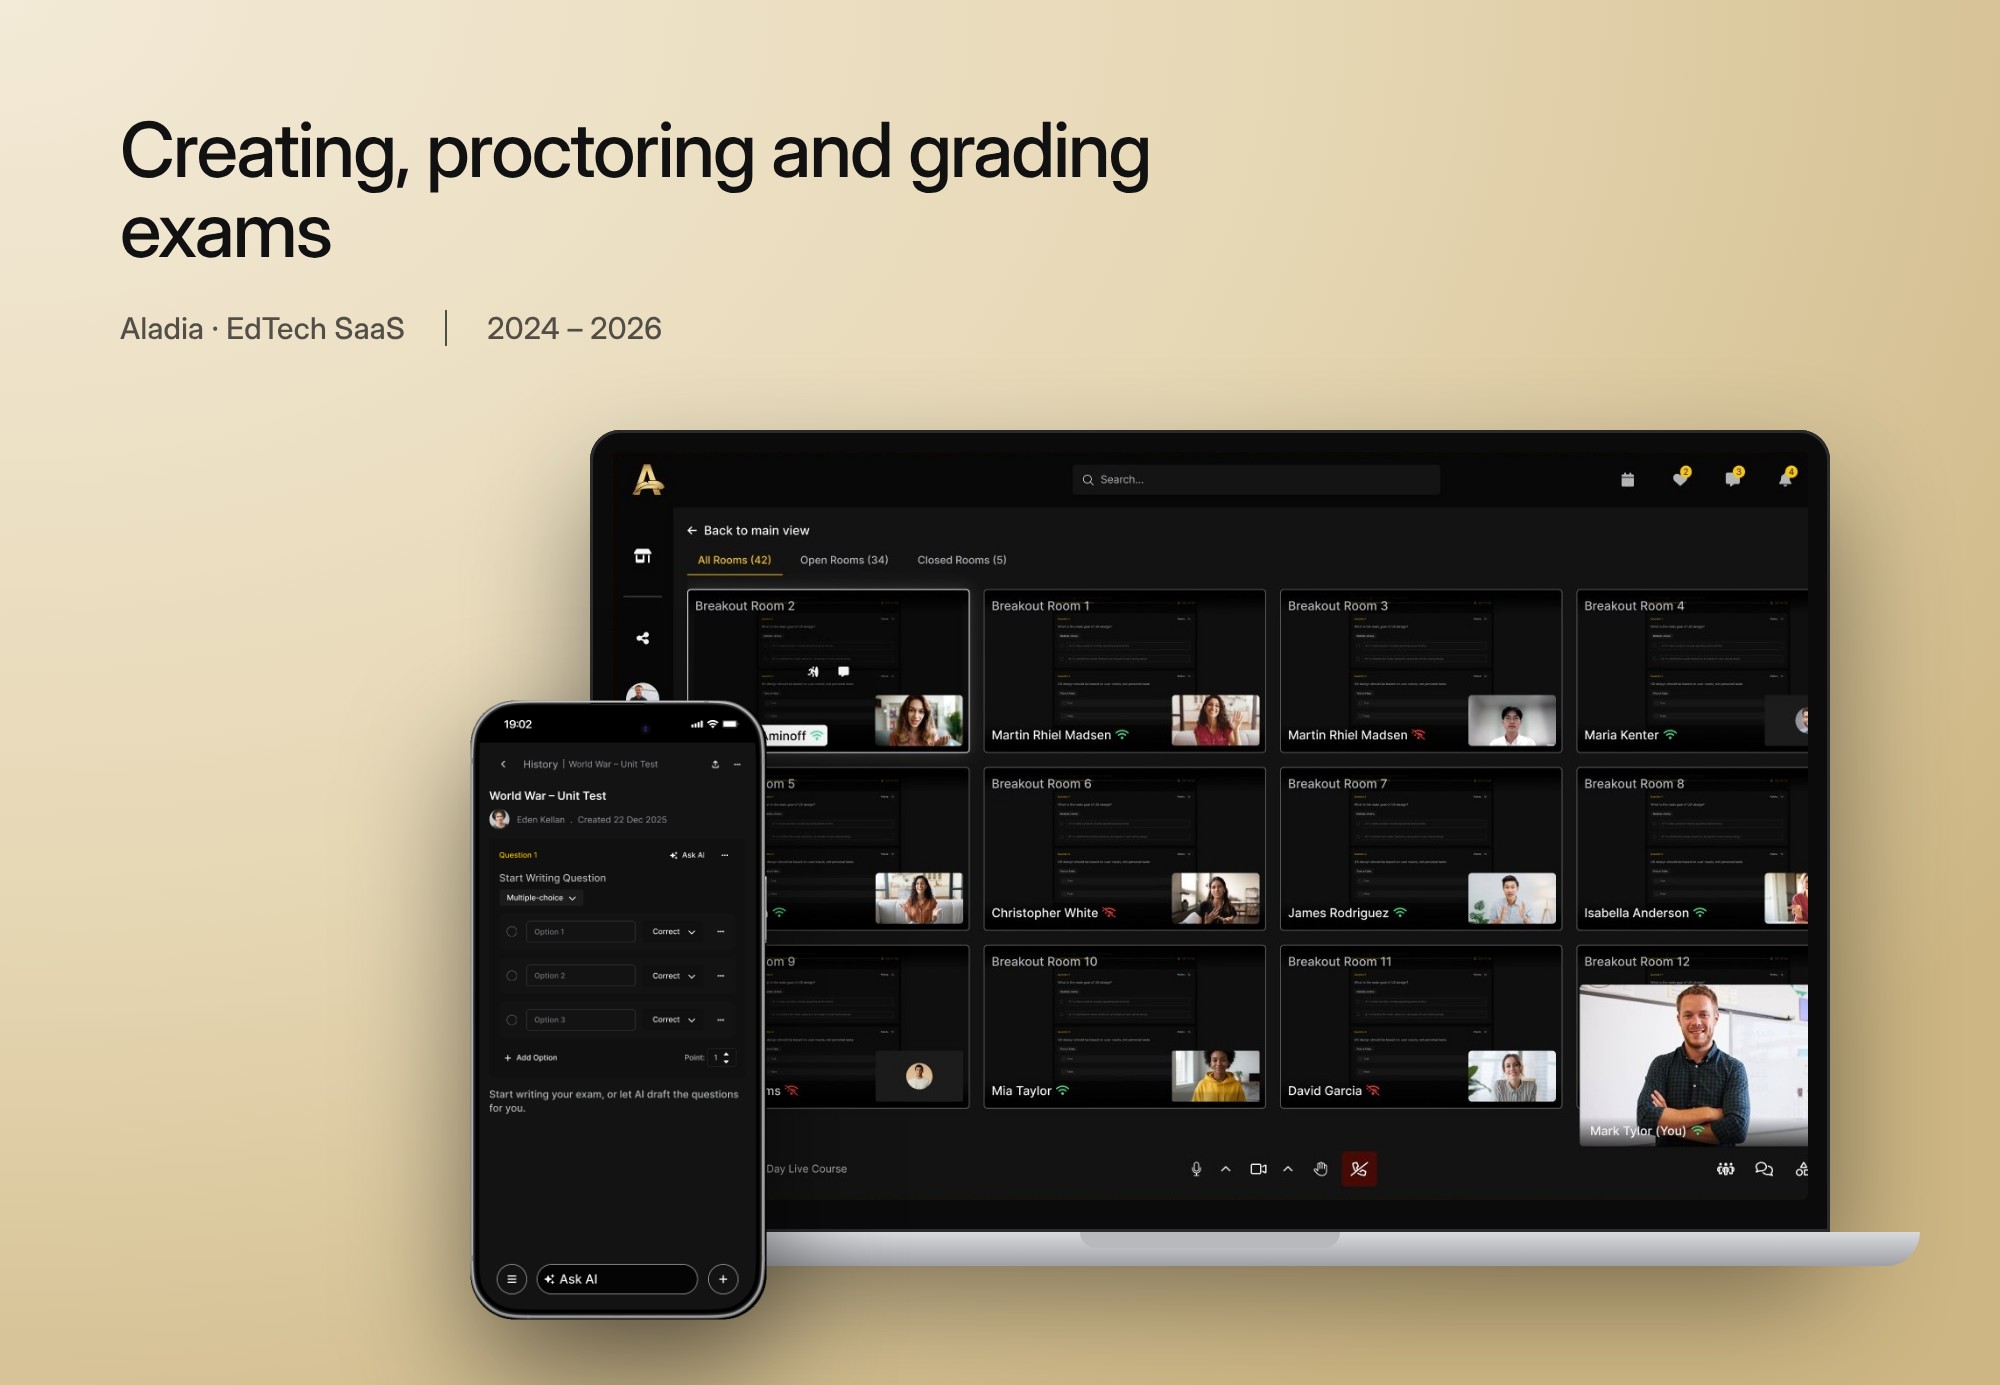 Creating, proctoring and grading
exams
Aladia · EdTech SaaS | 2024 – 2026
Search...
2
3
4
← Back to main view
All Rooms (42) Open Rooms (34) Closed Rooms (5)
Breakout Room 2
Breakout Room 1
Breakout Room 3
Breakout Room 4
Aminoff
Martin Rhiel Madsen
Martin Rhiel Madsen
Maria Kenter
om 5
Breakout Room 6
Breakout Room 7
Breakout Room 8
Christopher White
James Rodriguez
Isabella Anderson
om 9
Breakout Room 10
Breakout Room 11
Breakout Room 12
ms
Mia Taylor
David Garcia
Mark Tylor (You)
Day Live Course
19:02
History | World War – Unit Test
World War – Unit Test
Eden Kellan . Created 22 Dec 2025
Question 1 Ask AI
Start Writing Question
Multiple-choice
Option 1 Correct
Option 2 Correct
Option 3 Correct
+ Add Option Point: 1
Start writing your exam, or let AI draft the questions
for you.
Ask AI